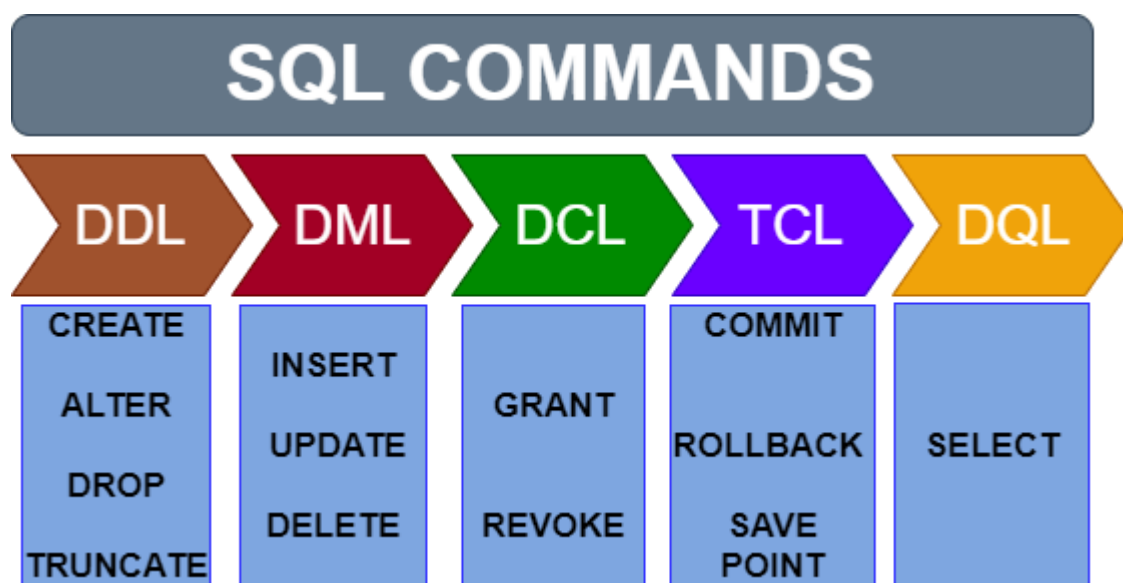 SQL COMMANDS
DDL
DML
DCL
TCL
DQL
CREATE
ALTER
DROP
TRUNCATE
INSERT
UPDATE
DELETE
GRANT
REVOKE
COMMIT
ROLLBACK
SAVE
POINT
SELECT